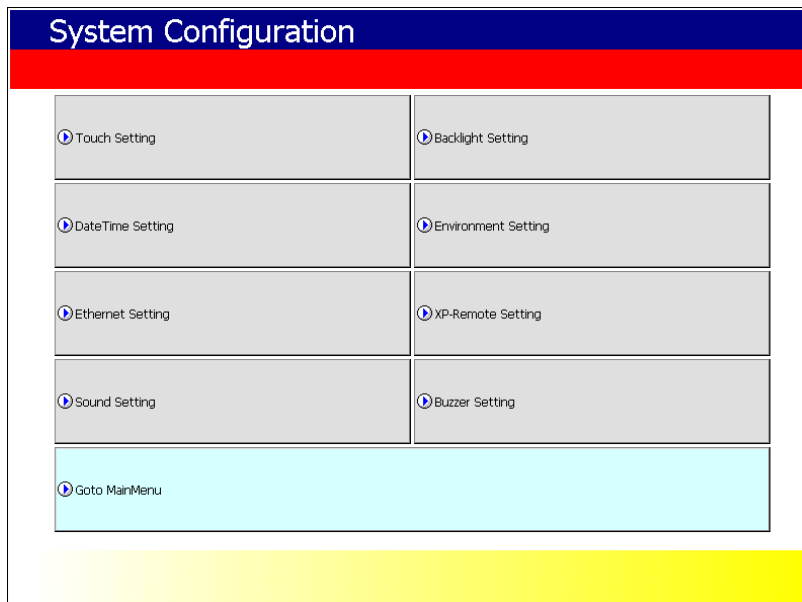 System Configuration
Touch Setting
Backlight Setting
DateTime Setting
Environment Setting
Ethernet Setting
XP-Remote Setting
Sound Setting
Buzzer Setting
Goto MainMenu